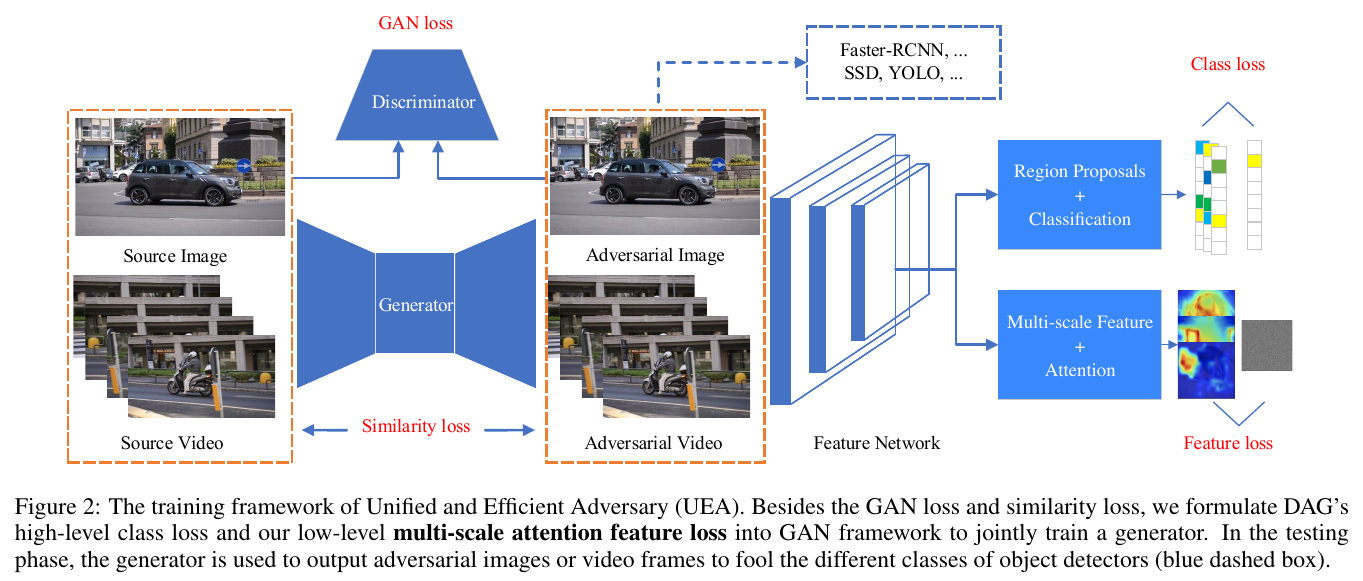 GAN loss
Discriminator
Faster-RCNN, ...
SSD, YOLO, ...
Class loss
Source Image
Generator
Adversarial Image
Region Proposals
+
Classification
Multi-scale Feature
+
Attention
Source Video
Similarity loss
Adversarial Video
Feature Network
Feature loss
Figure 2: The training framework of Unified and Efficient Adversary (UEA). Besides the GAN loss and similarity loss, we formulate DAG's
high-level class loss and our low-level multi-scale attention feature loss into GAN framework to jointly train a generator. In the testing
phase, the generator is used to output adversarial images or video frames to fool the different classes of object detectors (blue dashed box).